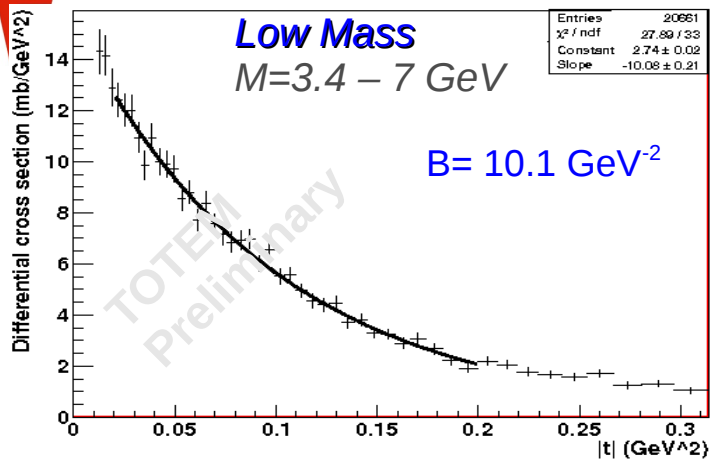 Low Mass
M=3.4 – 7 GeV
B= 10.1 GeV-2
Entries 20661
χ² / ndf 27.89 / 33
Constant 2.74 ± 0.02
Slope -10.08 ± 0.21
TOTEM
Preliminary
Differential cross section (mb/GeV^2)
14
12
10
8
6
4
2
0
0 0.05 0.1 0.15 0.2 0.25 0.3
|t| (GeV^2)